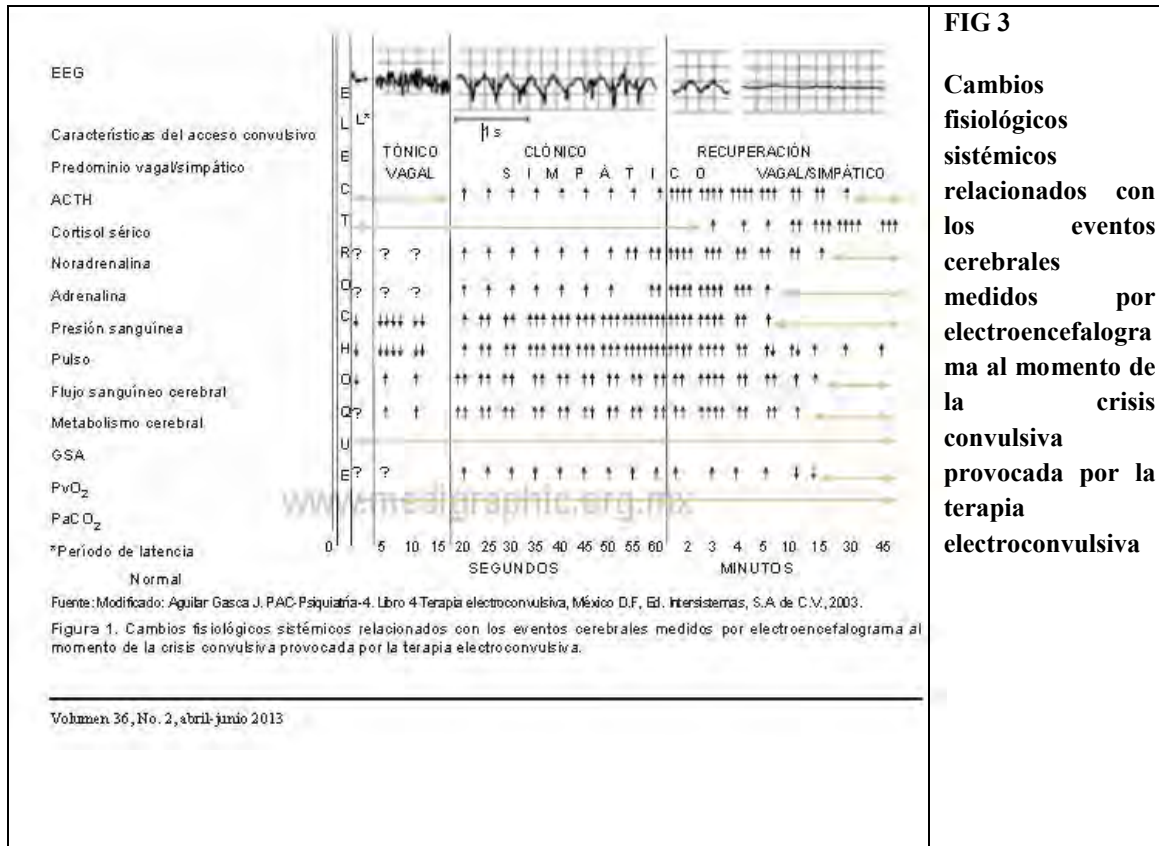 EEG
Características del acceso convulsivo
Predominio vagal/simpático
ACTH
Cortisol sérico
Noradrenalina
Adrenalina
Presión sanguínea
Pulso
Flujo sanguíneo cerebral
Metabolismo cerebral
GSA
PvO2
PaCO2
*Período de latencia
Normal
ELECTROCHOQUE
L*
1 s
TÓNICO
VAGAL
CLÓNICO
RECUPERACIÓN
SIMPÁTICO
VAGAL/SIMPÁTICO
? ? ?
? ? ?
?
? ?
www.medigraphic.org.mx
0 5 10 15 20 25 30 35 40 45 50 55 60 2 3 4 5 10 15 30 45
SEGUNDOS MINUTOS
Fuente: Modificado: Aguilar Gasca J. PAC-Psiquiatría-4. Libro 4 Terapia electroconvulsiva, México D.F, Ed. Intersistemas, S.A de C.V., 2003.
Figura 1. Cambios fisiológicos sistémicos relacionados con los eventos cerebrales medidos por electroencefalograma al
momento de la crisis convulsiva provocada por la terapia electroconvulsiva.
Volumen 36, No. 2, abril-junio 2013
FIG 3
Cambios
fisiológicos
sistémicos
relacionados con
los eventos
cerebrales
medidos por
electroencefalogra
ma al momento de
la crisis
convulsiva
provocada por la
terapia
electroconvulsiva